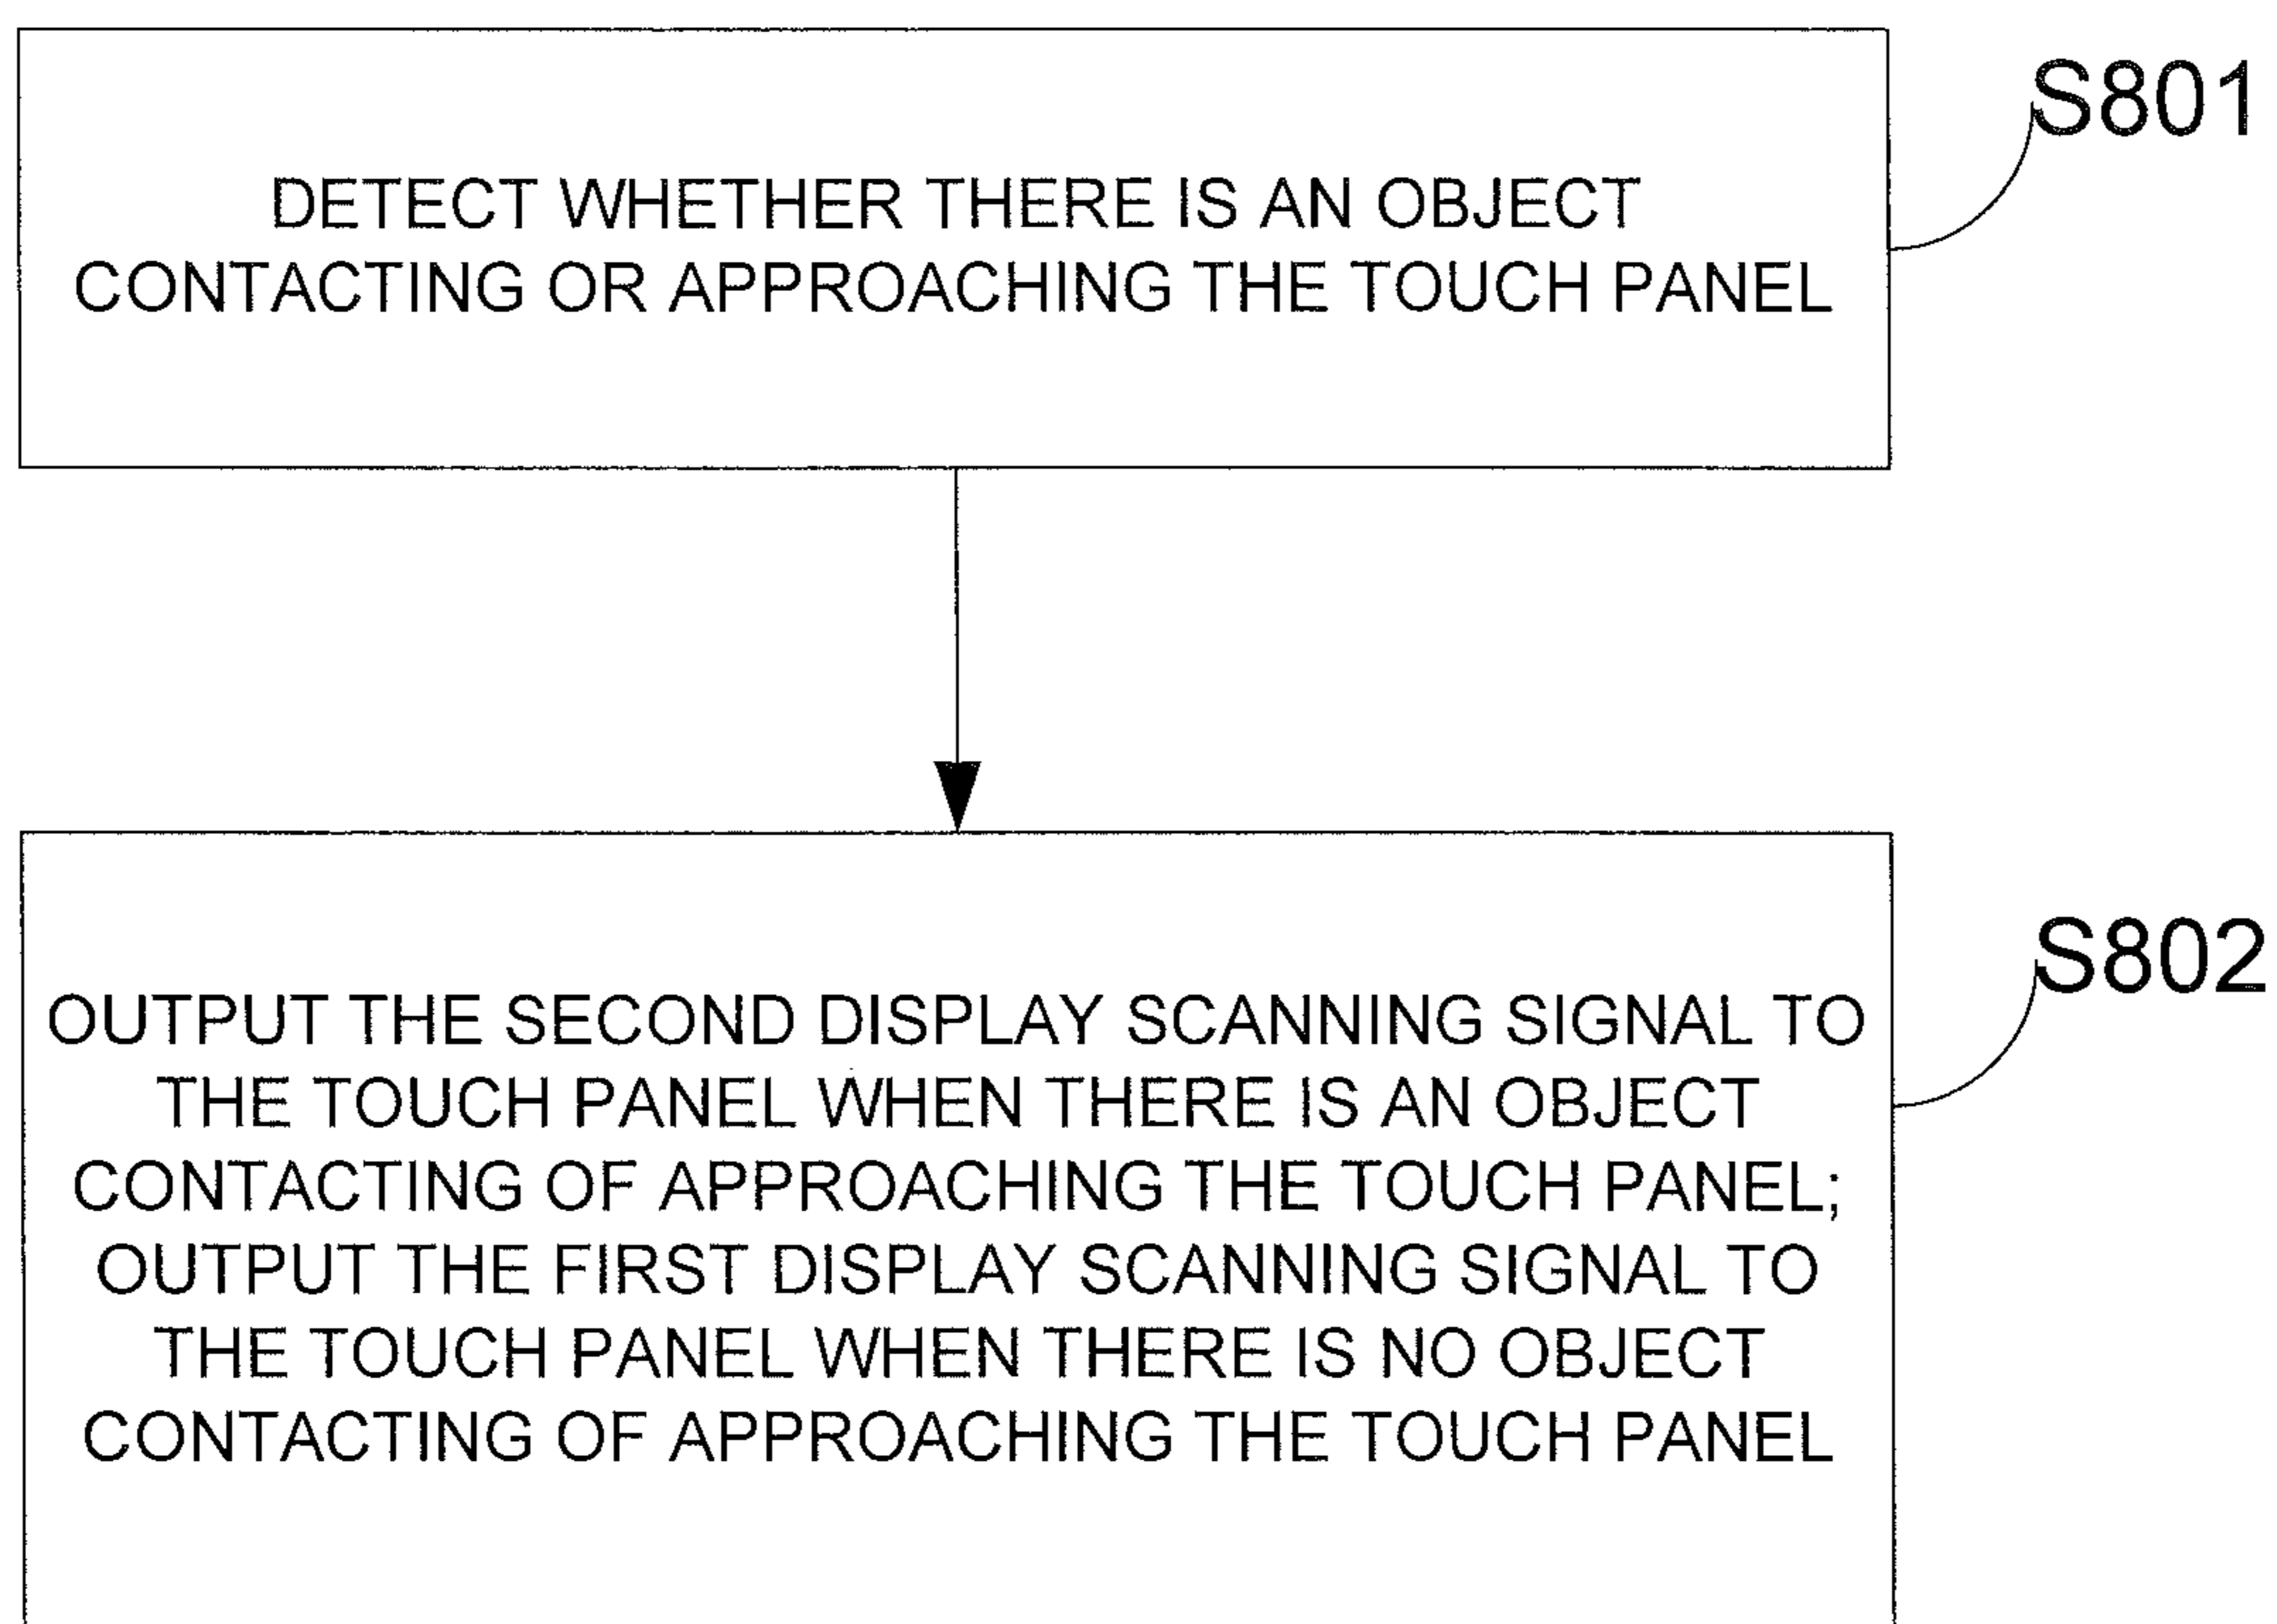 S801
DETECT WHETHER THERE IS AN OBJECT
CONTACTING OR APPROACHING THE TOUCH PANEL
S802
OUTPUT THE SECOND DISPLAY SCANNING SIGNAL TO
THE TOUCH PANEL WHEN THERE IS AN OBJECT
CONTACTING OF APPROACHING THE TOUCH PANEL;
OUTPUT THE FIRST DISPLAY SCANNING SIGNAL TO
THE TOUCH PANEL WHEN THERE IS NO OBJECT
CONTACTING OF APPROACHING THE TOUCH PANEL